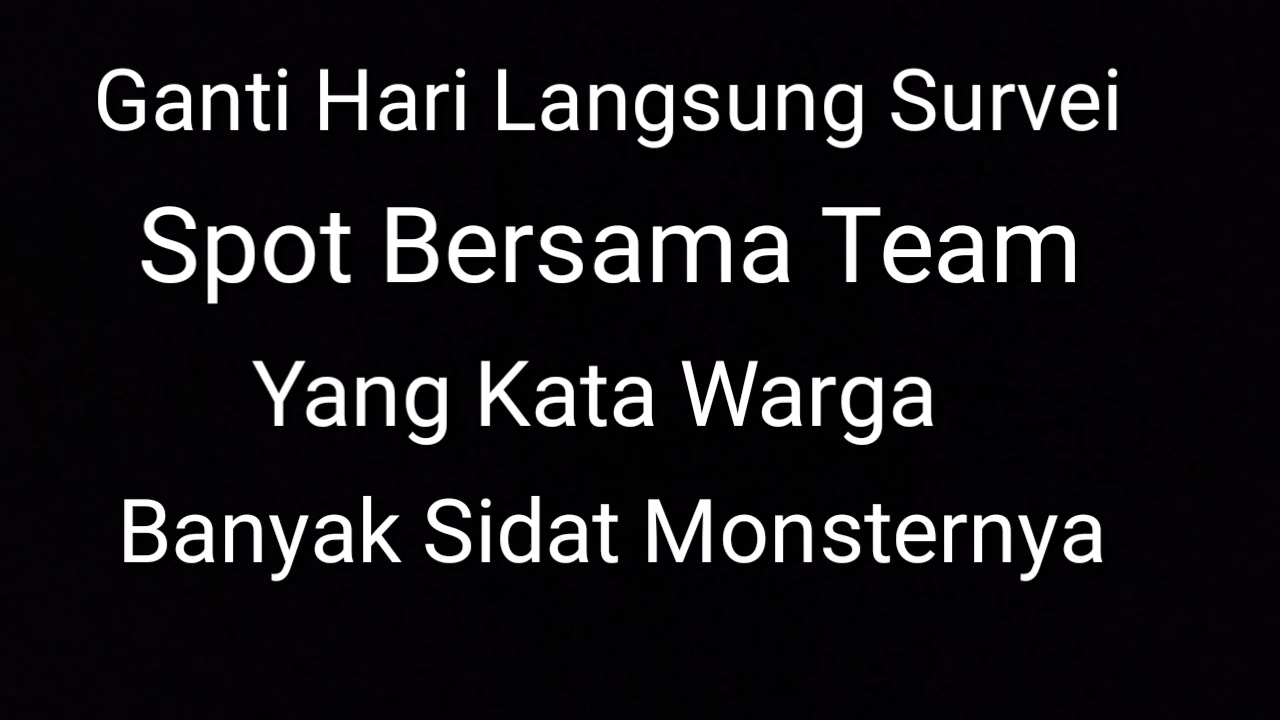 Ganti Hari Langsung Survei
Spot Bersama Team
Yang Kata Warga
Banyak Sidat Monsternya